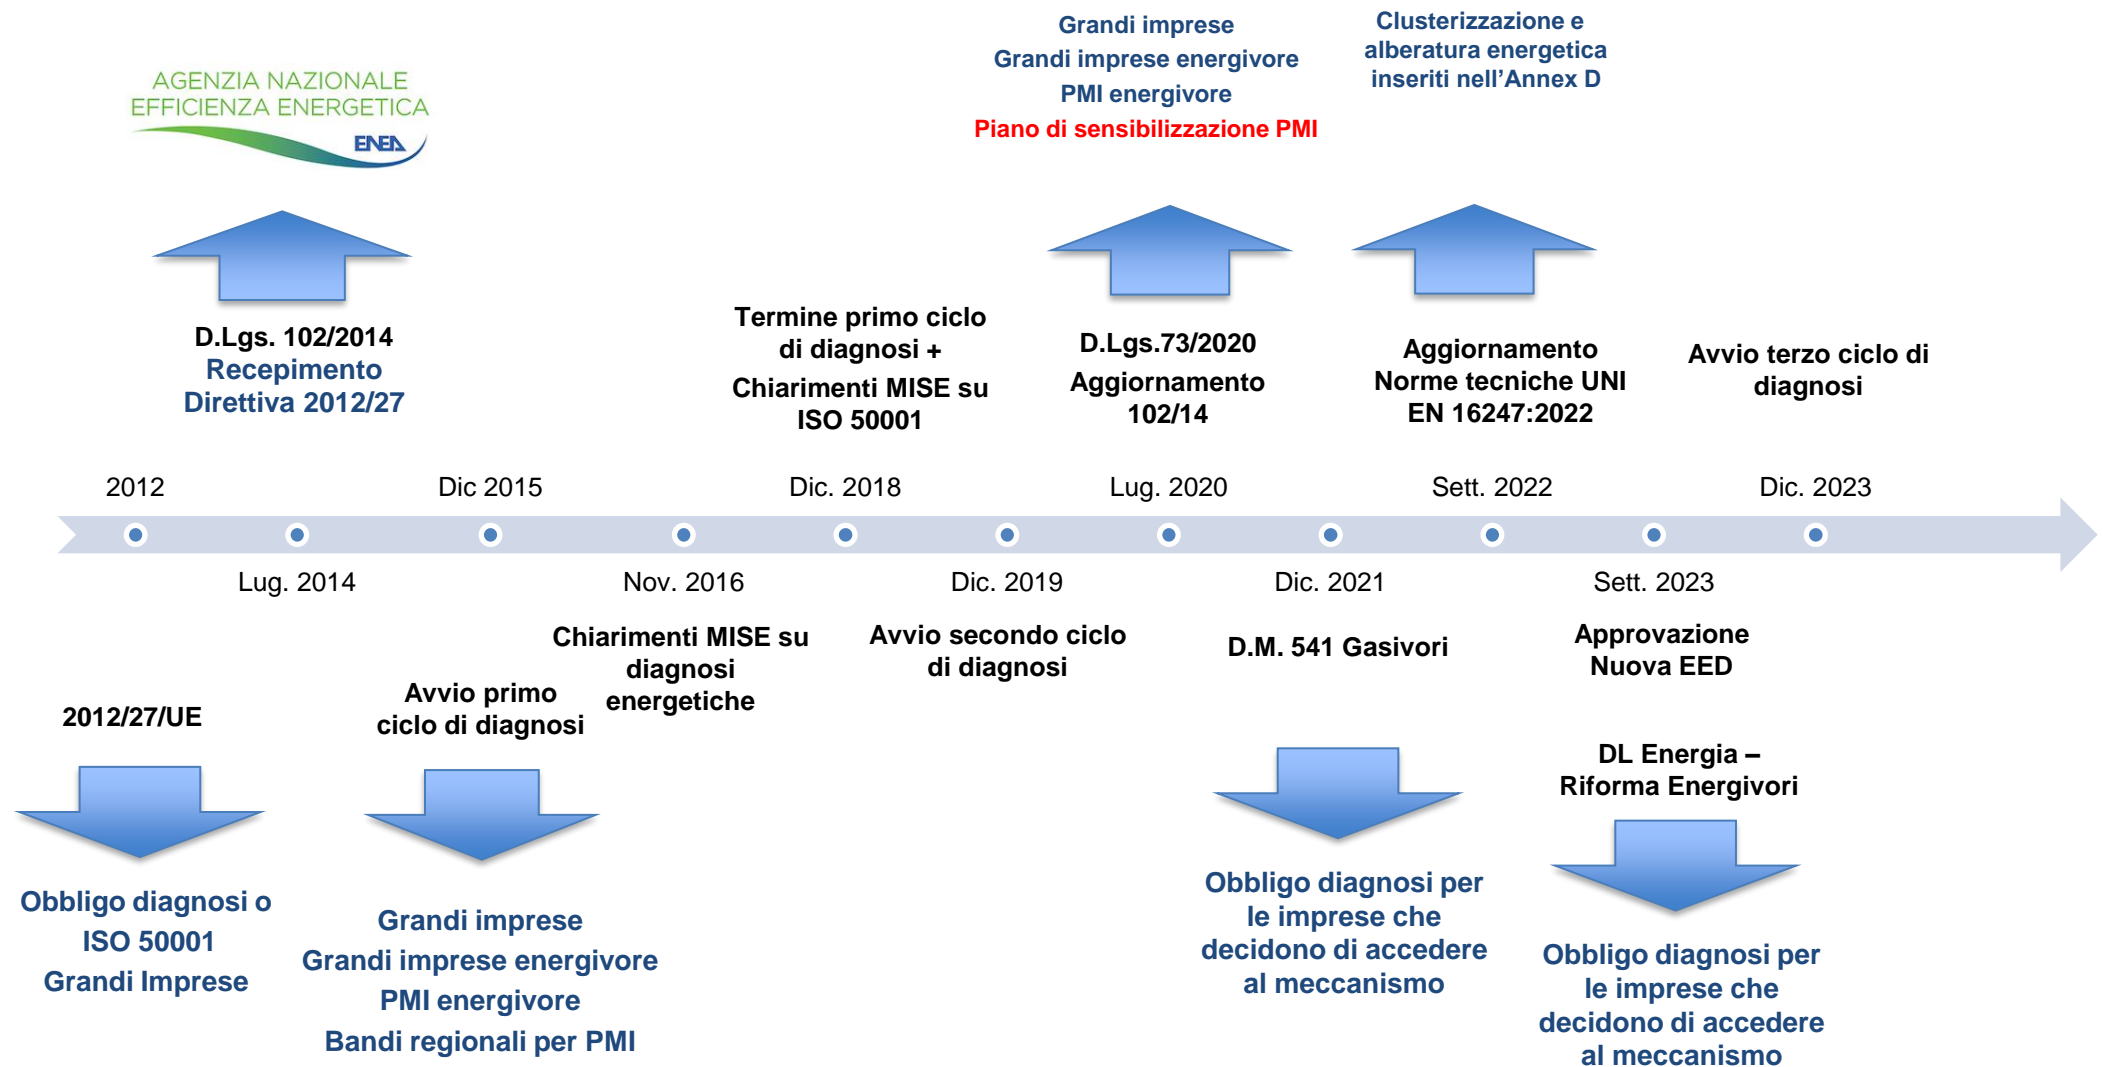 AGENZIA NAZIONALE
EFFICIENZA ENERGETICA
ENEA
Grandi imprese
Grandi imprese energivore
PMI energivore
Piano di sensibilizzazione PMI
Clusterizzazione e
alberatura energetica
inseriti nell'Annex D
D.Lgs. 102/2014
Recepimento
Direttiva 2012/27
Termine primo ciclo
di diagnosi +
Chiarimenti MISE su
ISO 50001
D.Lgs.73/2020
Aggiornamento
102/14
Aggiornamento
Norme tecniche UNI
EN 16247:2022
Avvio terzo ciclo di
diagnosi
2012
Dic 2015
Dic. 2018
Lug. 2020
Sett. 2022
Dic. 2023
Lug. 2014
Nov. 2016
Dic. 2019
Dic. 2021
Sett. 2023
2012/27/UE
Avvio primo
ciclo di diagnosi
Chiarimenti MISE su
diagnosi
energetiche
Avvio secondo ciclo
di diagnosi
D.M. 541 Gasivori
Approvazione
Nuova EED
DL Energia –
Riforma Energivori
Obbligo diagnosi o
ISO 50001
Grandi Imprese
Grandi imprese
Grandi imprese energivore
PMI energivore
Bandi regionali per PMI
Obbligo diagnosi per
le imprese che
decidono di accedere
al meccanismo
Obbligo diagnosi per
le imprese che
decidono di accedere
al meccanismo